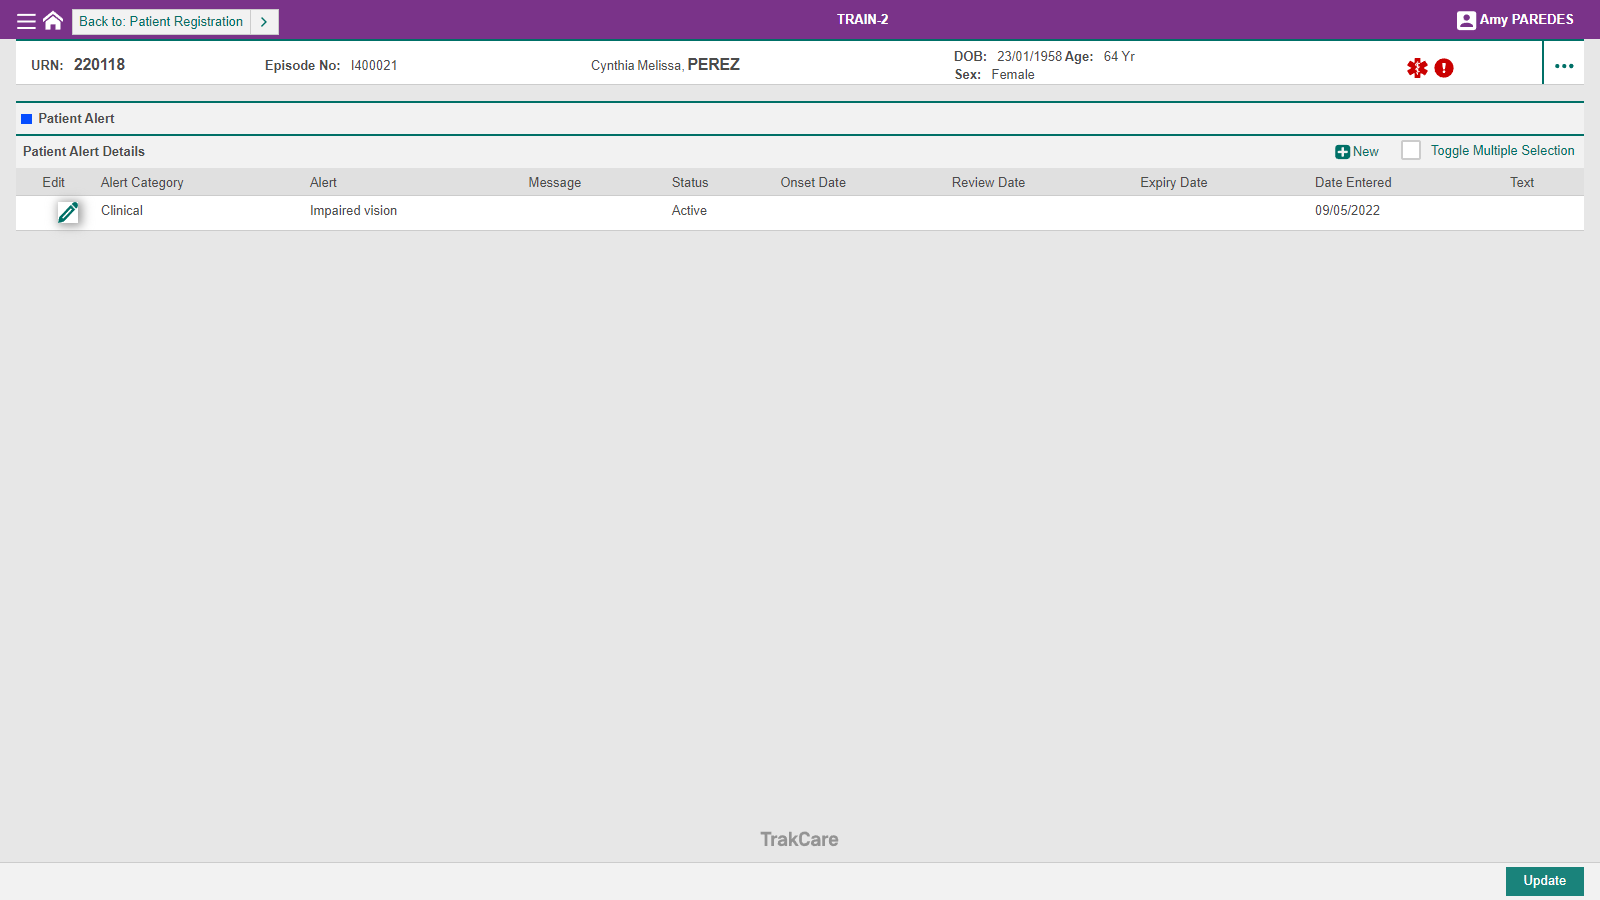 Back to: Patient Registration
TRAIN-2
Amy PAREDES
URN: 220118 Episode No: I400021 Cynthia Melissa, PEREZ DOB: 23/01/1958 Age: 64 Yr
Sex: Female
Patient Alert
Patient Alert Details New Toggle Multiple Selection
Edit Alert Category Alert Message Status Onset Date Review Date Expiry Date Date Entered Text
Clinical Impaired vision Active 09/05/2022
TrakCare
Update